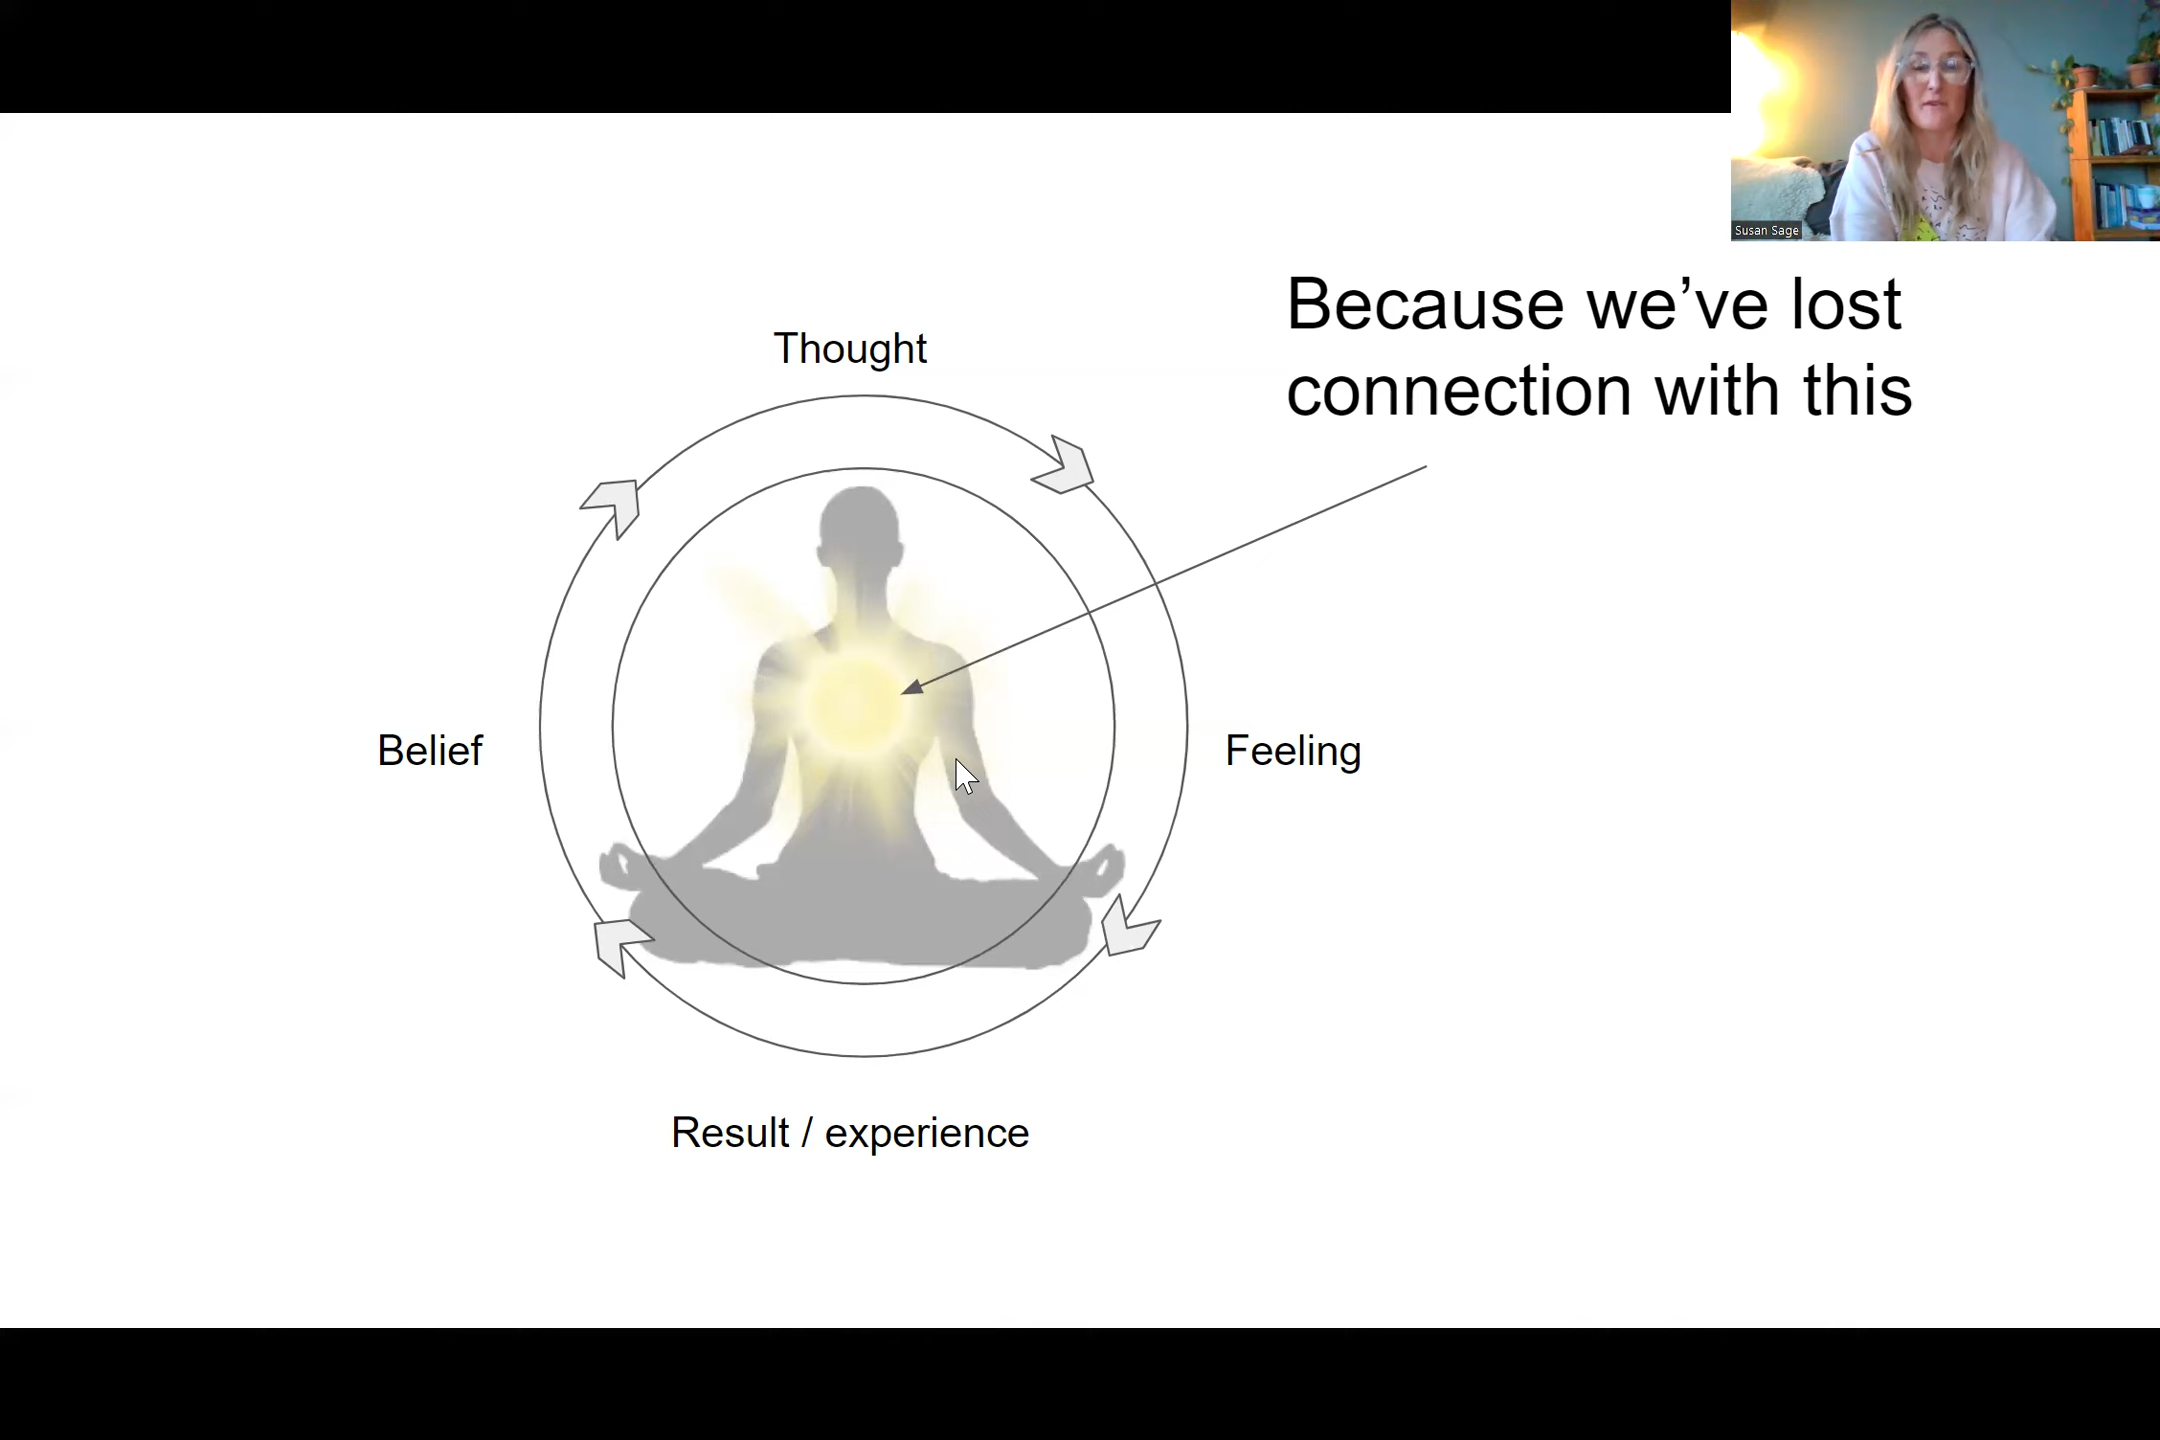 Susan Sage
Because we’ve lost
connection with this
Thought
Belief
Feeling
Result / experience